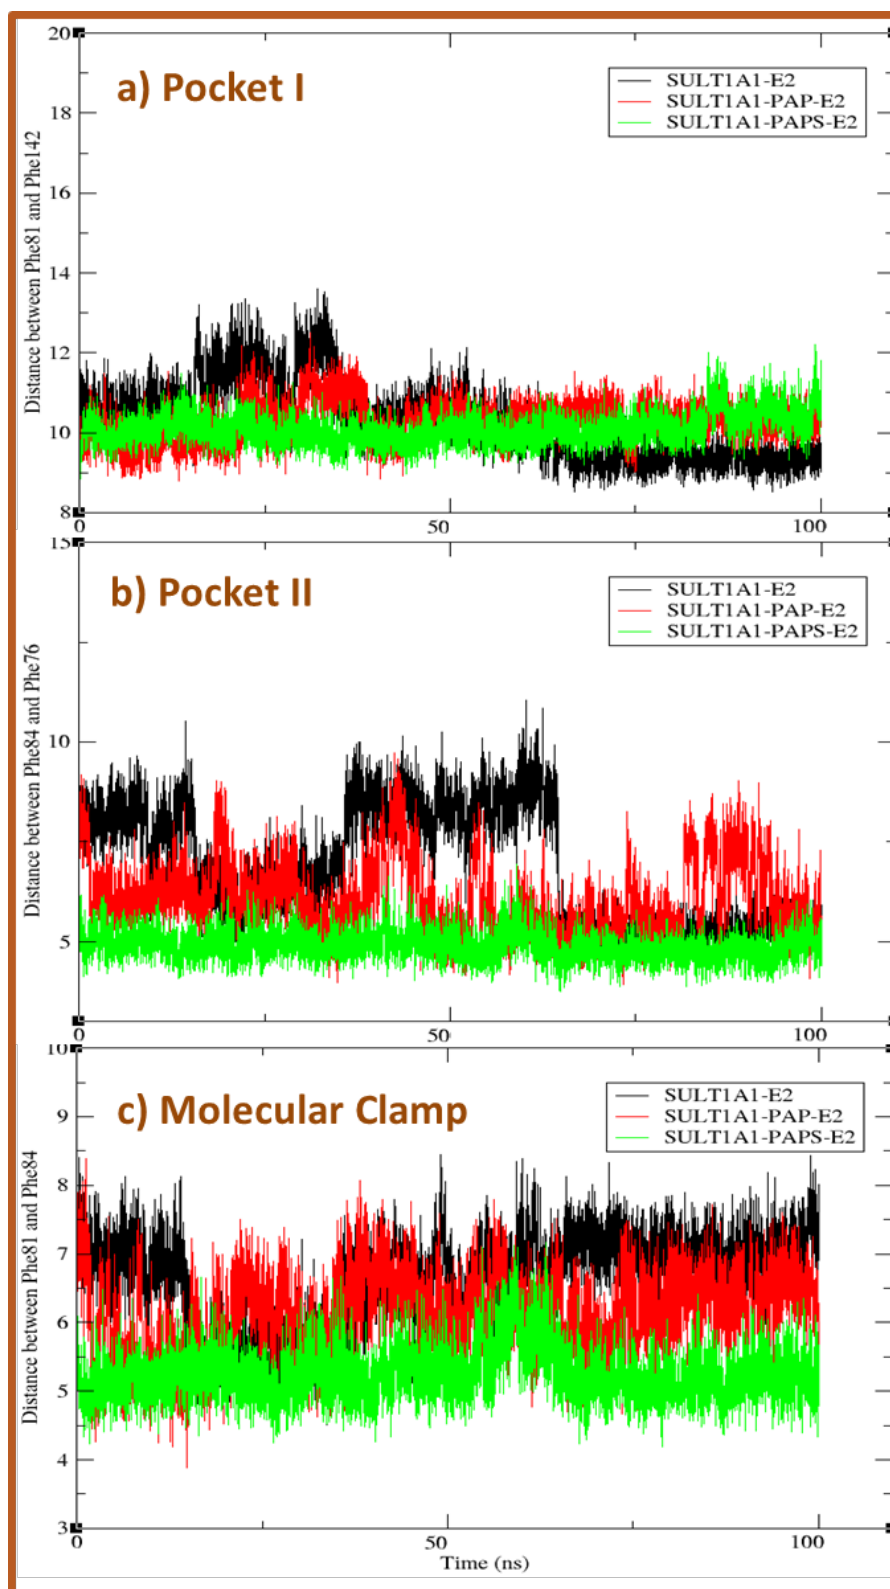 a) Pocket I
SULT1A1-E2
SULT1A1-PAP-E2
SULT1A1-PAPS-E2
Distance between Phe81 and Phe142
20
18
16
14
12
10
8
0
50
100
b) Pocket II
SULT1A1-E2
SULT1A1-PAP-E2
SULT1A1-PAPS-E2
Distance between Phe84 and Phe76
15
10
5
0
50
100
c) Molecular Clamp
SULT1A1-E2
SULT1A1-PAP-E2
SULT1A1-PAPS-E2
Distance between Phe81 and Phe84
10
9
8
7
6
5
4
3
0
50
100
Time (ns)